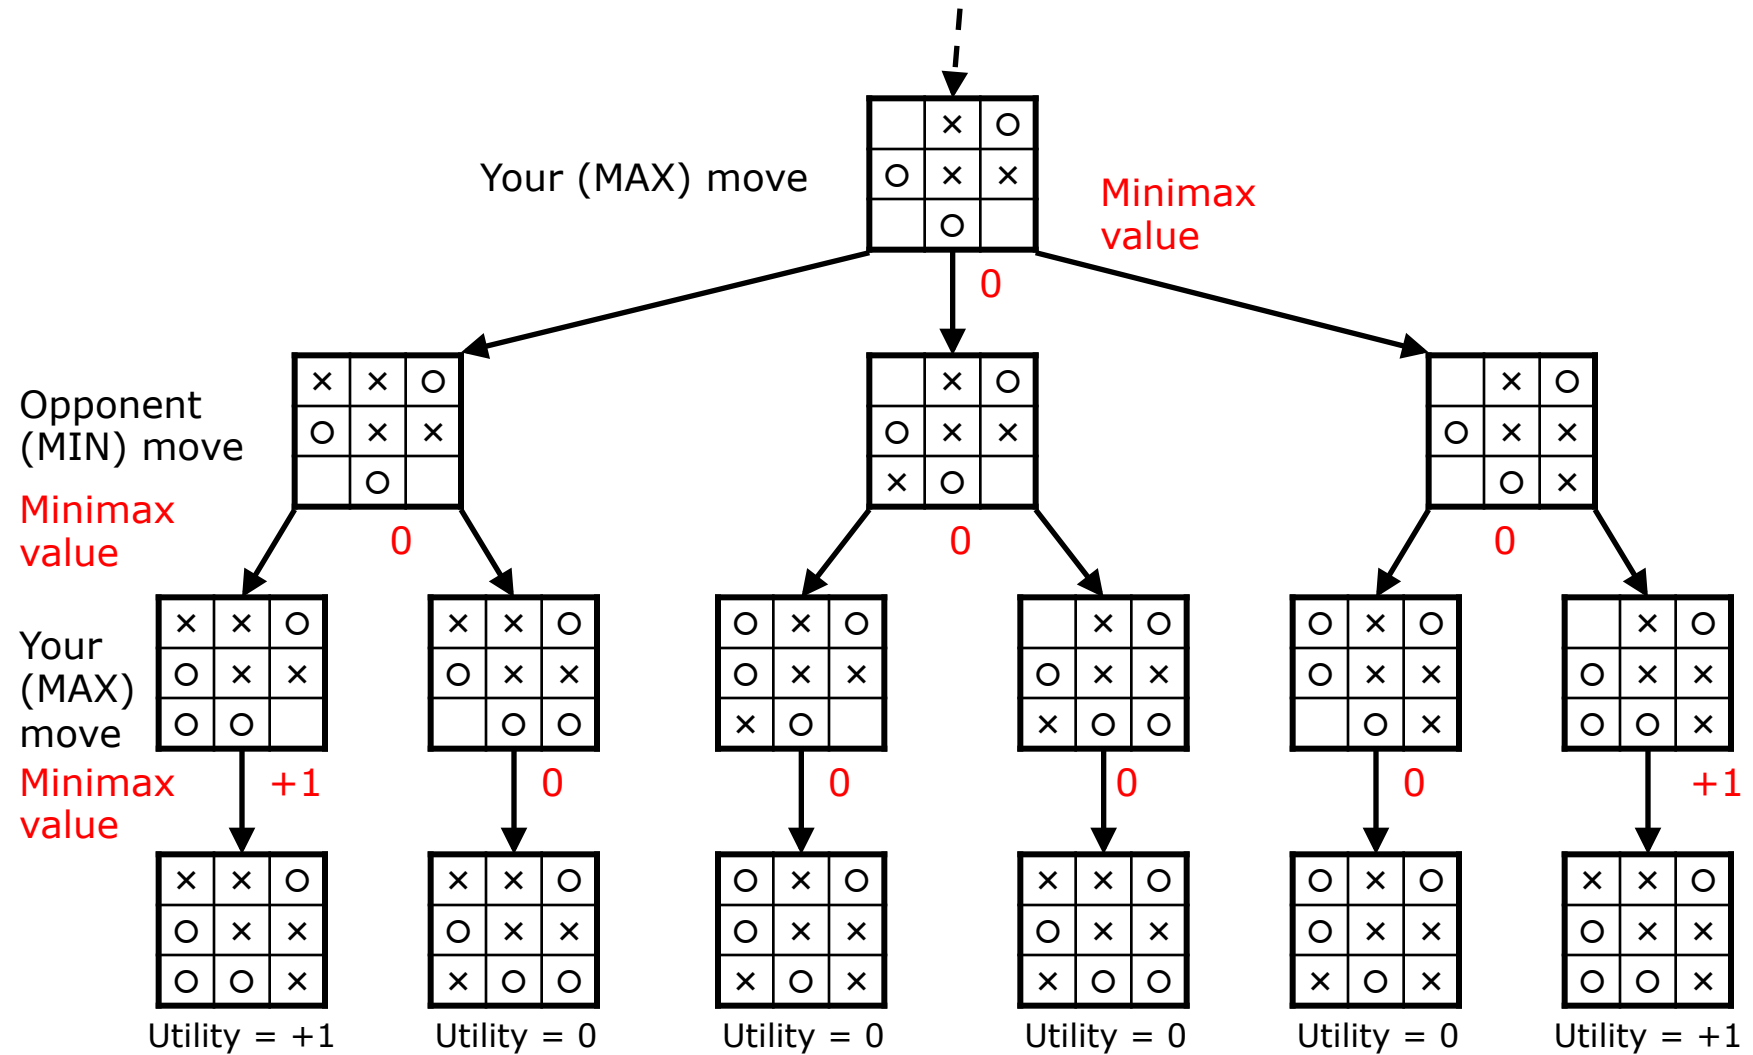 × ○
Your (MAX) move
○ × ×
Minimax
value
○
0
× × ○
× ○
× ○
Opponent
(MIN) move
○ × ×
○ × ×
○ × ×
○
× ○
○ ×
Minimax
value
0
0
0
× × ○
× × ○
○ × ○
× ○
○ × ○
× ○
Your
(MAX)
move
○ × ×
○ × ×
○ × ×
○ × ×
○ × ×
○ × ×
○ ○
○ ○
× ○
× ○ ○
○ ×
○ ○ ×
Minimax
value
+1
0
0
0
0
+1
× × ○
× × ○
○ × ○
× × ○
○ × ○
× × ○
○ × ×
○ × ×
○ × ×
○ × ×
○ × ×
○ × ×
○ ○ ×
× ○ ○
× ○ ×
× ○ ○
× ○ ×
○ ○ ×
Utility = +1
Utility = 0
Utility = 0
Utility = 0
Utility = 0
Utility = +1